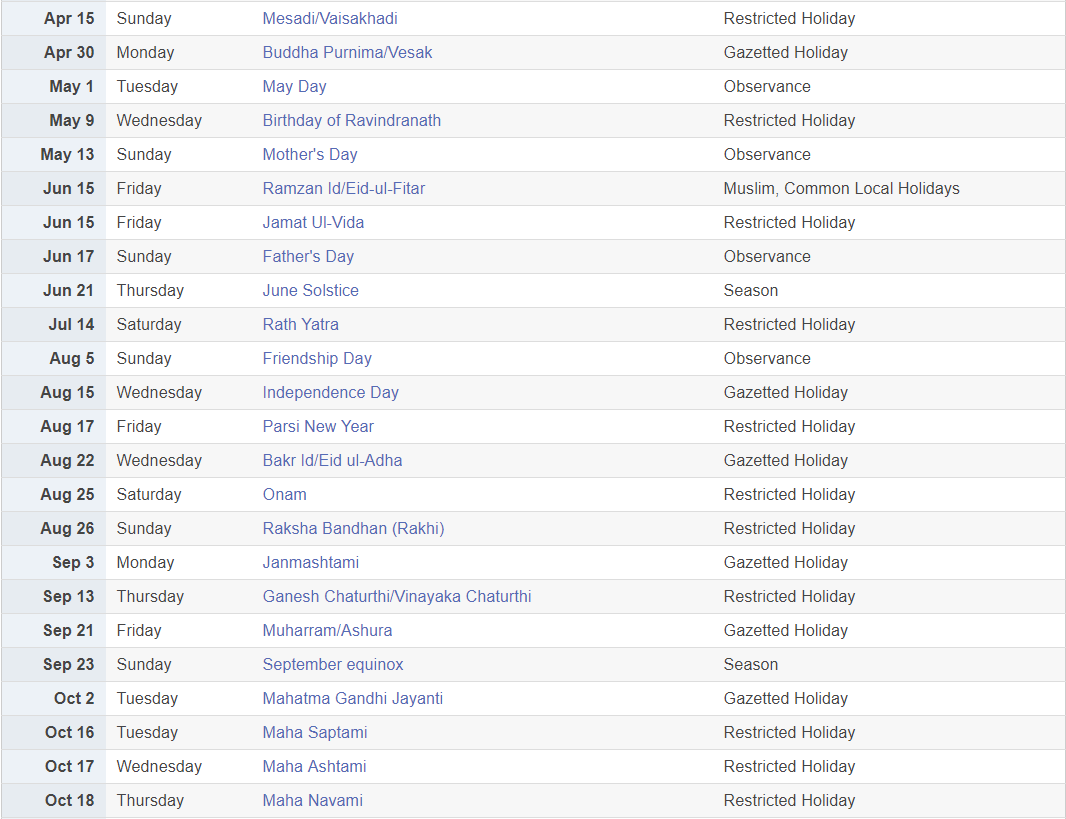 Apr 15 Sunday Mesadi/Vaisakhadi Restricted Holiday
Apr 30 Monday Buddha Purnima/Vesak Gazetted Holiday
May 1 Tuesday May Day Observance
May 9 Wednesday Birthday of Ravindranath Restricted Holiday
May 13 Sunday Mother's Day Observance
Jun 15 Friday Ramzan Id/Eid-ul-Fitar Muslim, Common Local Holidays
Jun 15 Friday Jamat Ul-Vida Restricted Holiday
Jun 17 Sunday Father's Day Observance
Jun 21 Thursday June Solstice Season
Jul 14 Saturday Rath Yatra Restricted Holiday
Aug 5 Sunday Friendship Day Observance
Aug 15 Wednesday Independence Day Gazetted Holiday
Aug 17 Friday Parsi New Year Restricted Holiday
Aug 22 Wednesday Bakr Id/Eid ul-Adha Gazetted Holiday
Aug 25 Saturday Onam Restricted Holiday
Aug 26 Sunday Raksha Bandhan (Rakhi) Restricted Holiday
Sep 3 Monday Janmashtami Gazetted Holiday
Sep 13 Thursday Ganesh Chaturthi/Vinayaka Chaturthi Restricted Holiday
Sep 21 Friday Muharram/Ashura Gazetted Holiday
Sep 23 Sunday September equinox Season
Oct 2 Tuesday Mahatma Gandhi Jayanti Gazetted Holiday
Oct 16 Tuesday Maha Saptami Restricted Holiday
Oct 17 Wednesday Maha Ashtami Restricted Holiday
Oct 18 Thursday Maha Navami Restricted Holiday